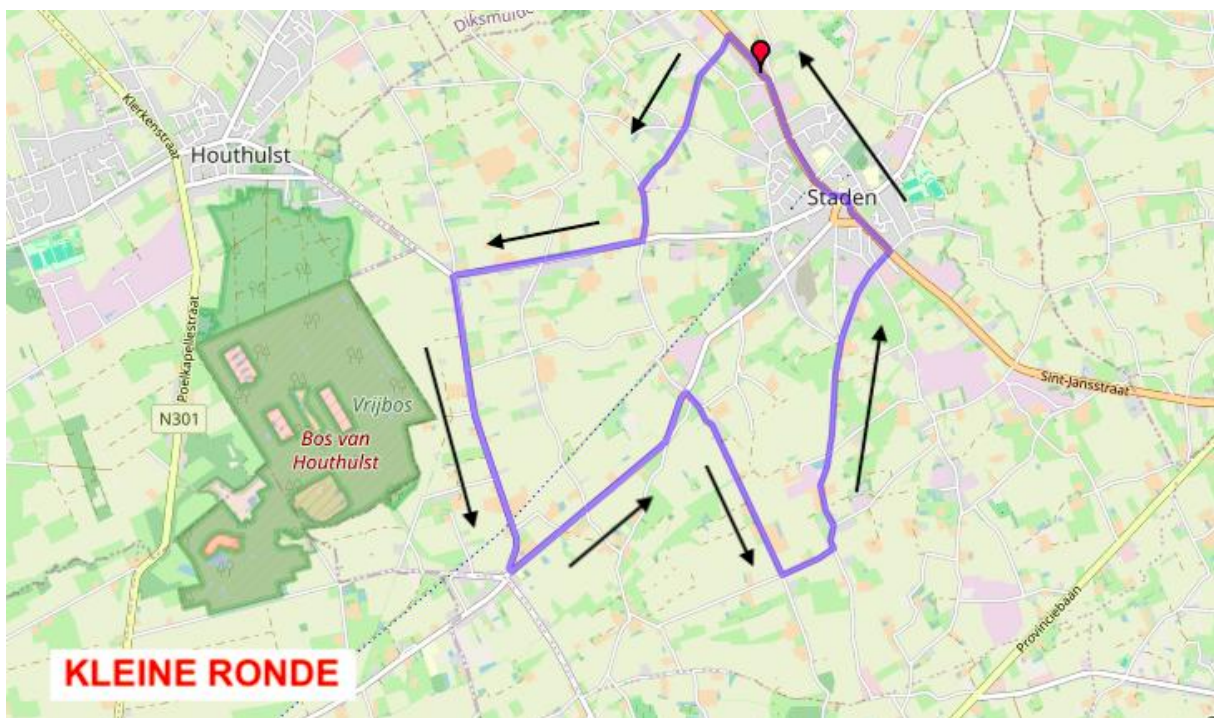 Diksmuide
Klerkenstraat
Houthulst
Staden
Poelkapellestraat
Sint-Jansstraat
N301
Vrijbos
Bos van
Houthulst
Provinciebaan
KLEINE RONDE